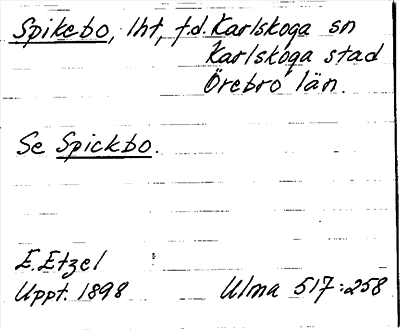 Spikebo, lht, f.d. Karlskoga sn
Karlskoga stad
Örebro län.
Se Spickbo.
E. Etzel
Uppt. 1898
Ulma 517:258